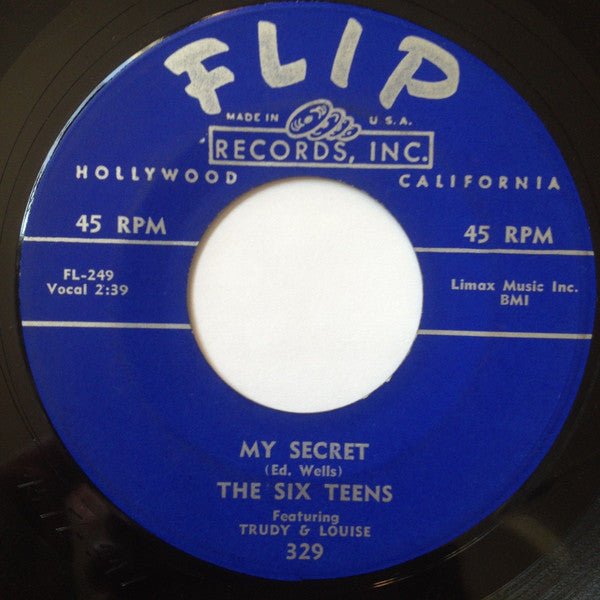 FLIP
MADE IN U.S.A.
RECORDS, INC.
HOLLYWOOD CALIFORNIA
45 RPM 45 RPM
FL-249 Limax Music Inc.
Vocal 2:39 BMI
MY SECRET
(Ed. Wells)
THE SIX TEENS
Featuring
TRUDY & LOUISE
329